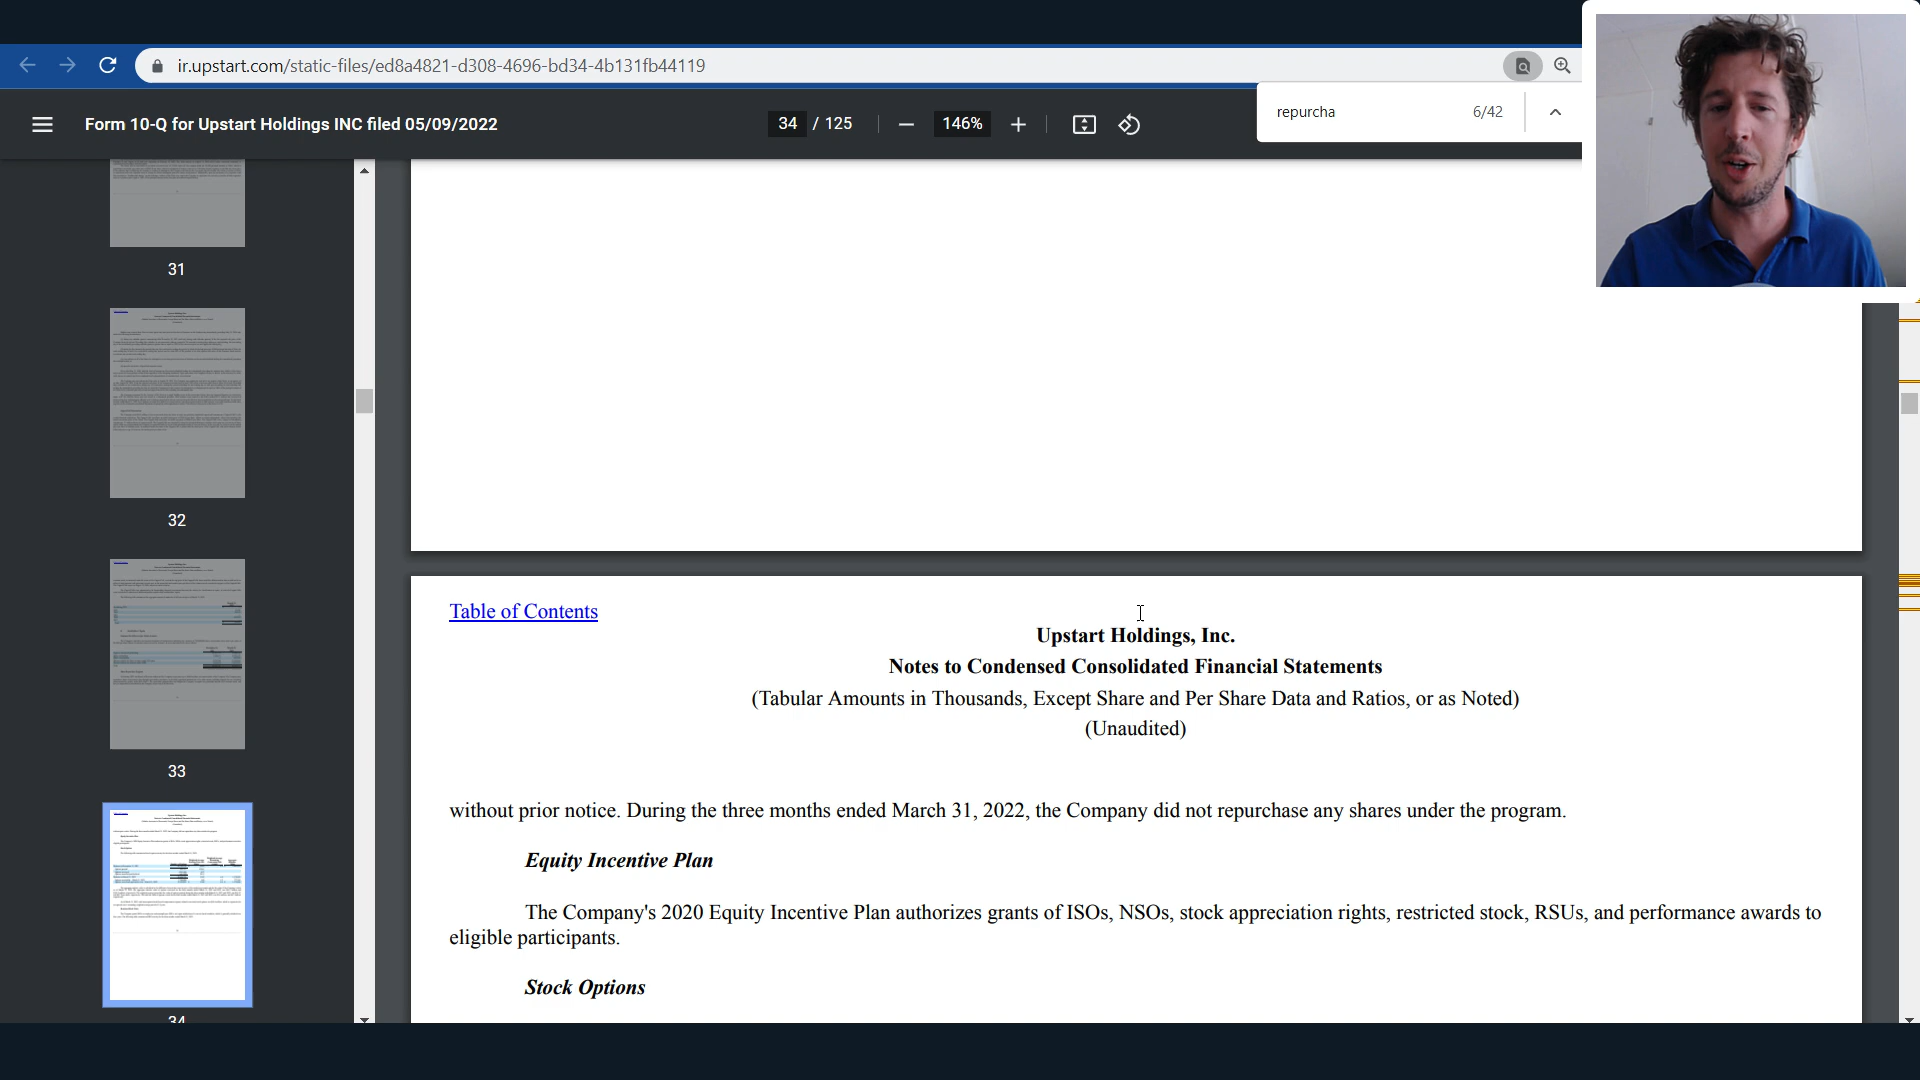 ir.upstart.com/static-files/ed8a4821-d308-4696-bd34-4b131fb44119
Form 10-Q for Upstart Holdings INC filed 05/09/2022
34 / 125
146%
repurcha
6/42
31
32
33
34
Table of Contents
Upstart Holdings, Inc.
Notes to Condensed Consolidated Financial Statements
(Tabular Amounts in Thousands, Except Share and Per Share Data and Ratios, or as Noted)
(Unaudited)
without prior notice. During the three months ended March 31, 2022, the Company did not repurchase any shares under the program.
Equity Incentive Plan
The Company's 2020 Equity Incentive Plan authorizes grants of ISOs, NSOs, stock appreciation rights, restricted stock, RSUs, and performance awards to
eligible participants.
Stock Options